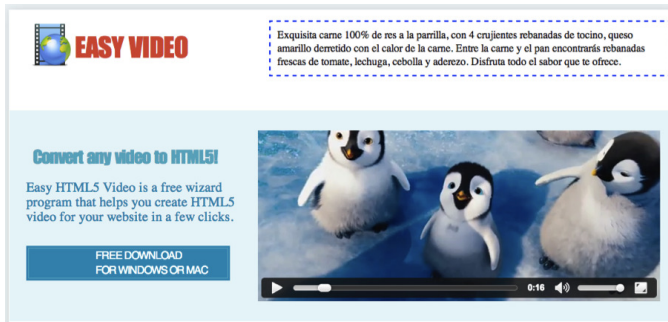 EASY VIDEO
Exquisita carne 100% de res a la parrilla, con 4 crujientes rebanadas de tocino, queso
amarillo derretido con el calor de la carne. Entre la carne y el pan encontrarás rebanadas
frescas de tomate, lechuga, cebolla y aderezo. Disfruta todo el sabor que te ofrece.
Convert any video to HTML5!
Easy HTML5 Video is a free wizard
program that helps you create HTML5
video for your website in a few clicks.
FREE DOWNLOAD
FOR WINDOWS OR MAC
0:16